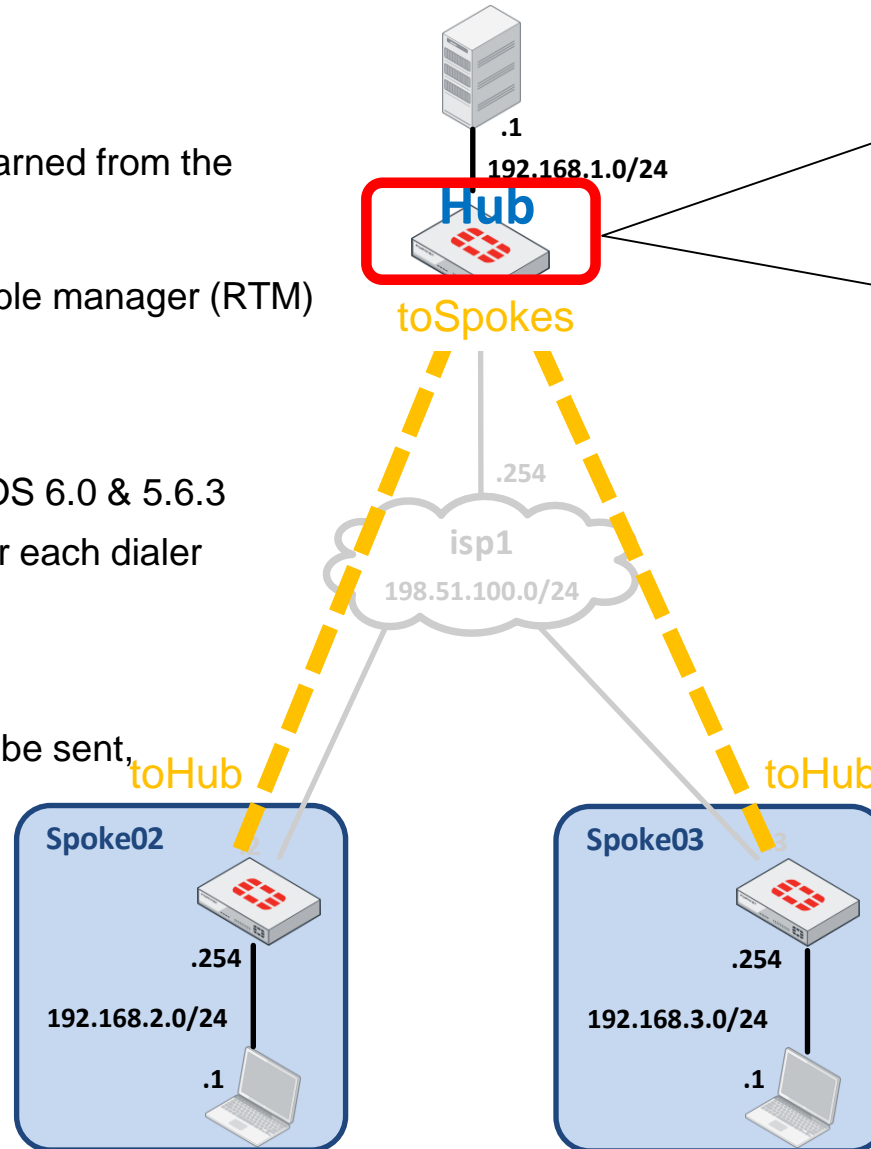 .1
arned from the
192.168.1.0/24
Hub
ble manager (RTM)
toSpokes
.254
OS 6.0 & 5.6.3
isp1
r each dialer
198.51.100.0/24
be sent,
toHub
toHub
Spoke02
2
Spoke03
3
.254
.254
192.168.2.0/24
192.168.3.0/24
.1
.1